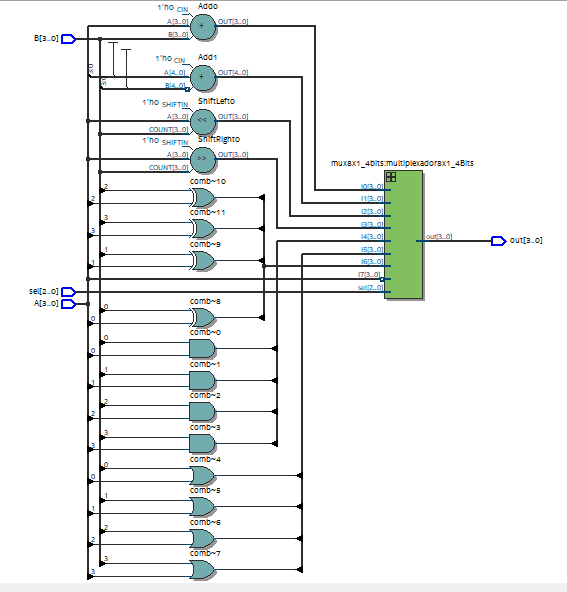 Add0
1'h0 CIN
A[3..0]
B[3..0]
+
OUT[3..0]
B[3..0]
Add1
1'h0 CIN
A[4..0]
B[4..0]
+
OUT[4..0]
3:0
3:0
ShiftLeft0
1'h0 SHIFTIN
A[3..0]
COUNT[3..0]
<<
OUT[3..0]
ShiftRight0
1'h0 SHIFTIN
A[3..0]
COUNT[3..0]
>>
OUT[3..0]
mux8x1_4bits:multiplexador8x1_4Bits
I0[3..0]
I1[3..0]
I2[3..0]
I3[3..0]
I4[3..0]
I5[3..0]
I6[3..0]
I7[3..0]
sel[2..0]
out[3..0]
out[3..0]
comb~10
2
2
comb~11
3
3
comb~9
1
1
sel[2..0]
A[3..0]
comb~8
0
0
comb~0
0
0
comb~1
1
1
comb~2
2
2
comb~3
3
3
comb~4
0
0
comb~5
1
1
comb~6
2
2
comb~7
3
3